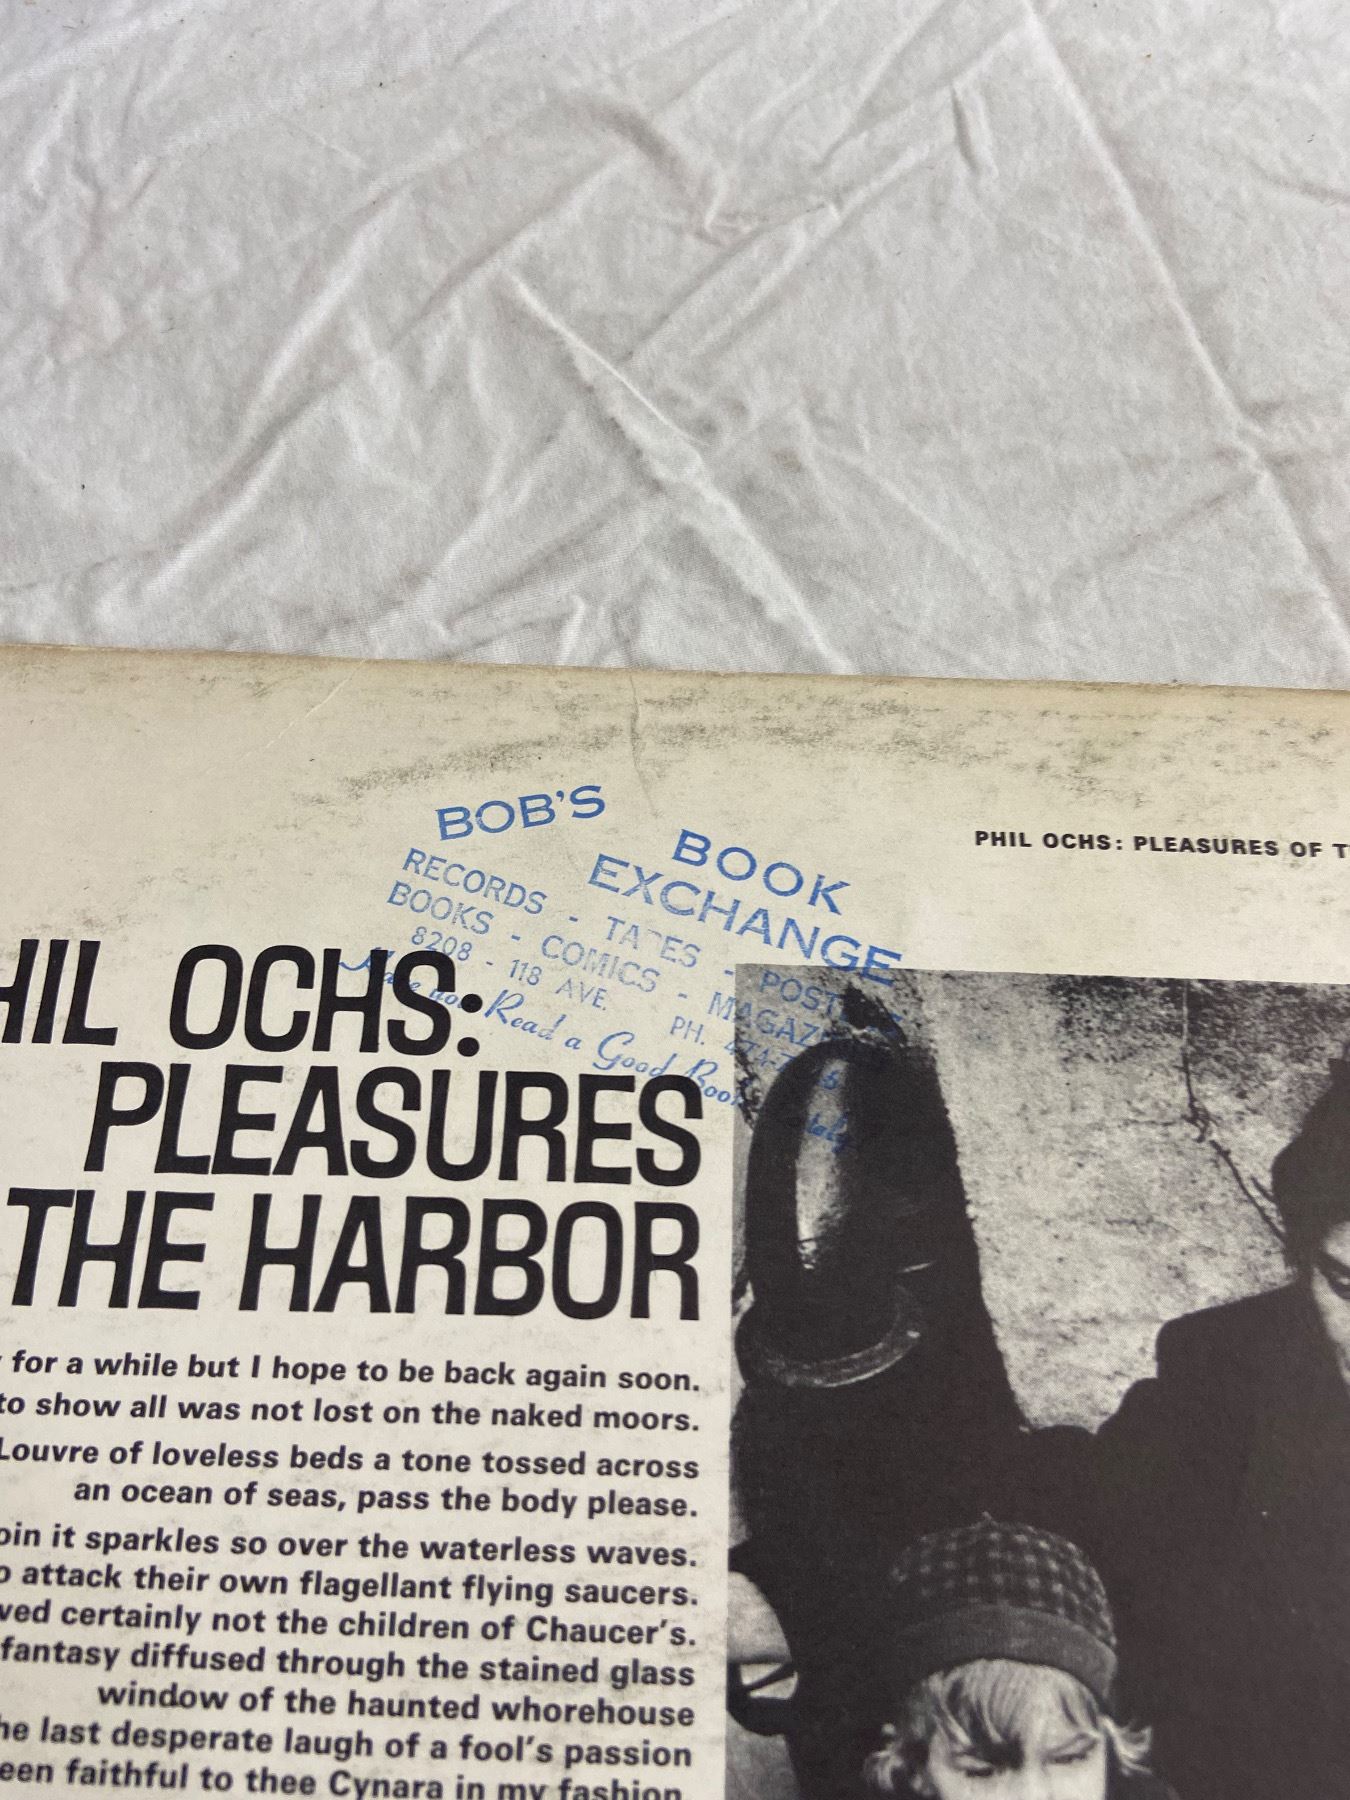 BOB'S BOOK
EXCHANGE
RECORDS - TAPES - POSTERS
BOOKS - COMICS - MAGAZ
8208 - 118 AVE. PH. 474-7
Have you Read a Good Book
PHIL OCHS: PLEASURES OF T
HIL OCHS:
PLEASURES
THE HARBOR
for a while but I hope to be back again soon.
to show all was not lost on the naked moors.
Louvre of loveless beds a tone tossed across
an ocean of seas, pass the body please.
oin it sparkles so over the waterless waves.
o attack their own flagellant flying saucers.
ved certainly not the children of Chaucer's.
fantasy diffused through the stained glass
window of the haunted whorehouse
he last desperate laugh of a fool's passion
een faithful to thee Cynara in my fashion.